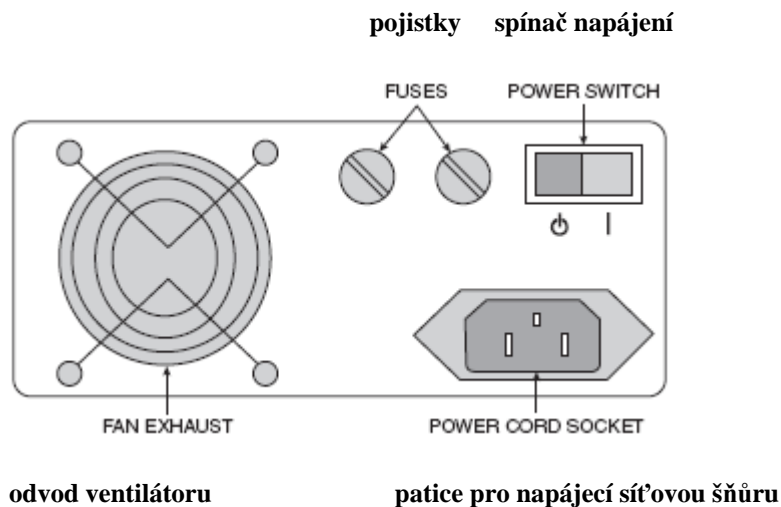 pojistky spínač napájení
FUSES POWER SWITCH
FAN EXHAUST POWER CORD SOCKET
odvod ventilátoru patice pro napájecí síťovou šňůru